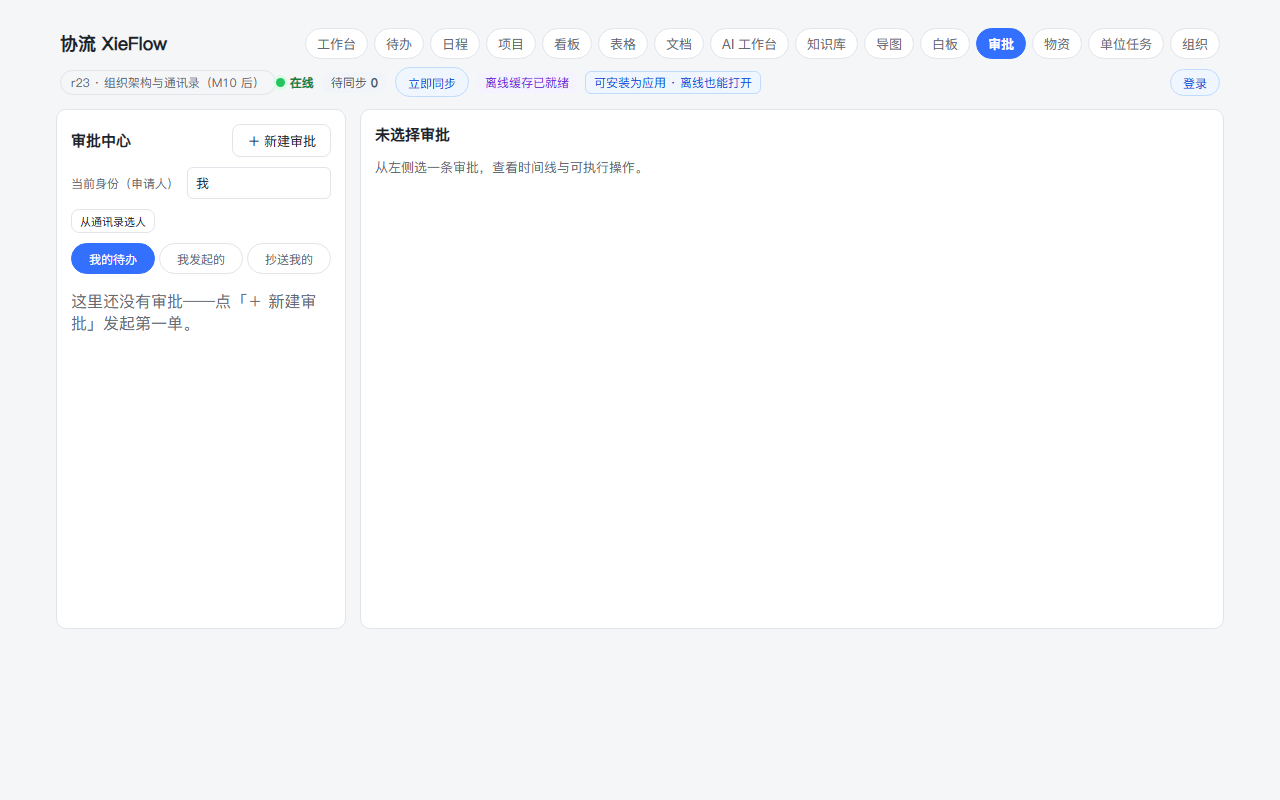 协流 XieFlow
工作台 待办 日程 项目 看板 表格 文档 AI 工作台 知识库 导图 白板 审批 物资 单位任务 组织
r23 · 组织架构与通讯录（M10 后） 在线 待同步 0 立即同步 离线缓存已就绪 可安装为应用 · 离线也能打开 登录
审批中心 ＋ 新建审批
当前身份（申请人） 我
从通讯录选人
我的待办 我发起的 抄送我的
这里还没有审批——点「＋ 新建审
批」发起第一单。
未选择审批
从左侧选一条审批，查看时间线与可执行操作。